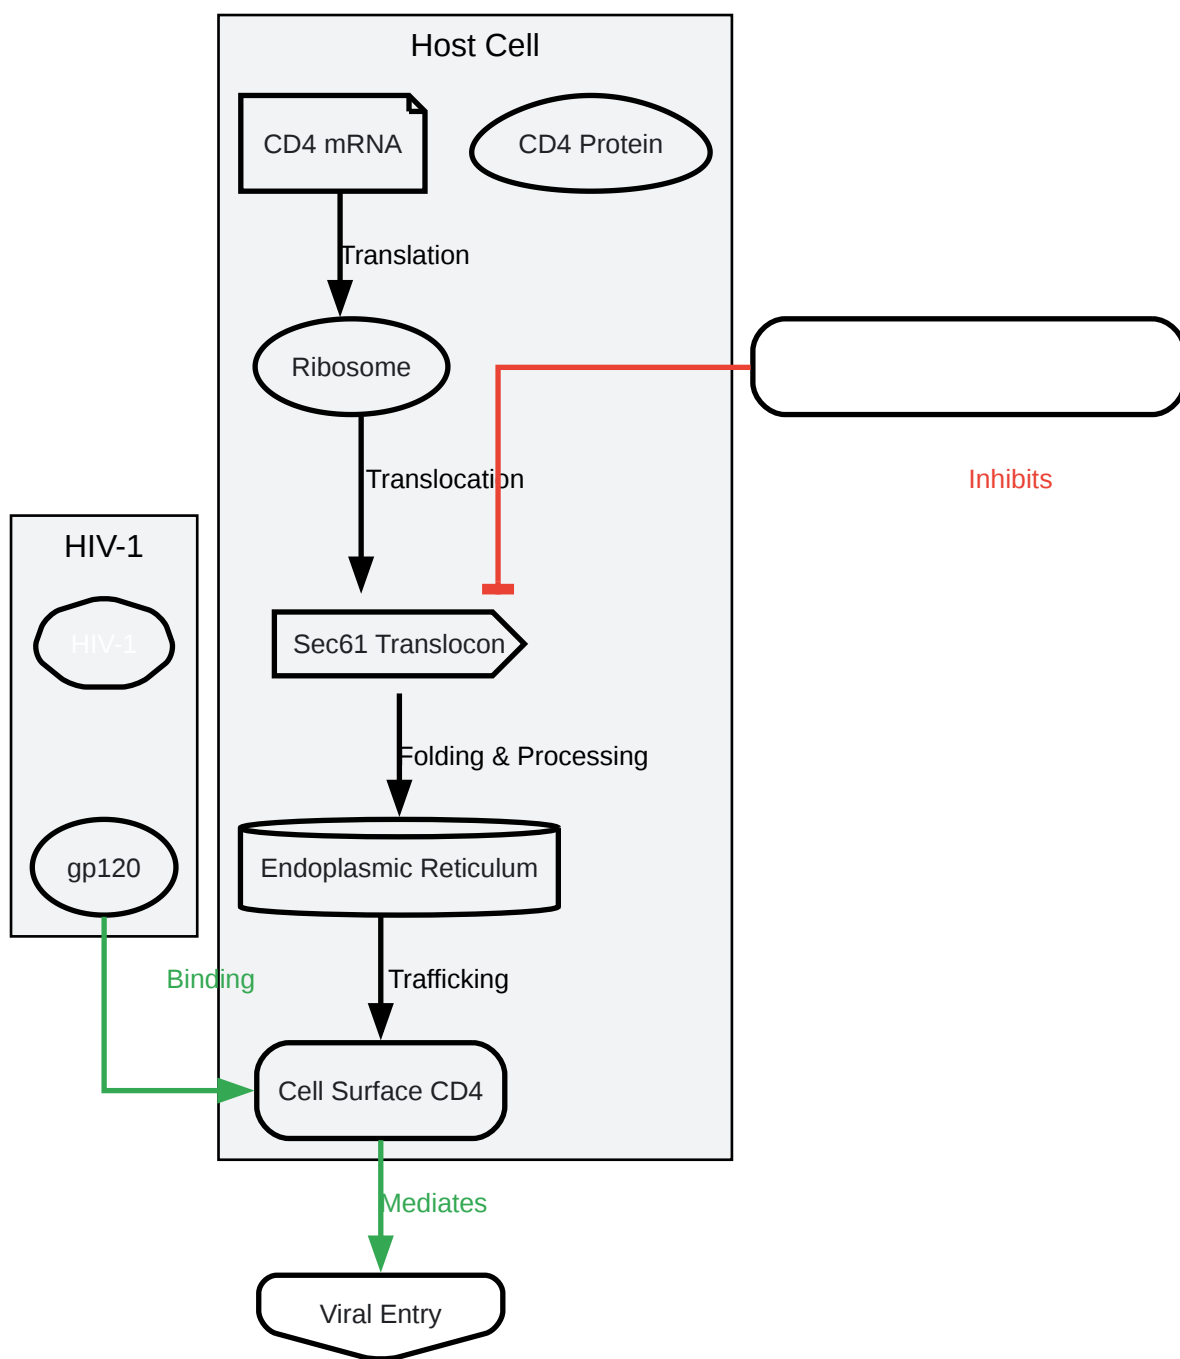 Host Cell
CD4 mRNA
CD4 Protein
Translation
Ribosome
Translocation
Inhibits
HIV-1
HIV-1
Sec61 Translocon
Folding & Processing
gp120
Endoplasmic Reticulum
Binding
Trafficking
Cell Surface CD4
Mediates
Viral Entry